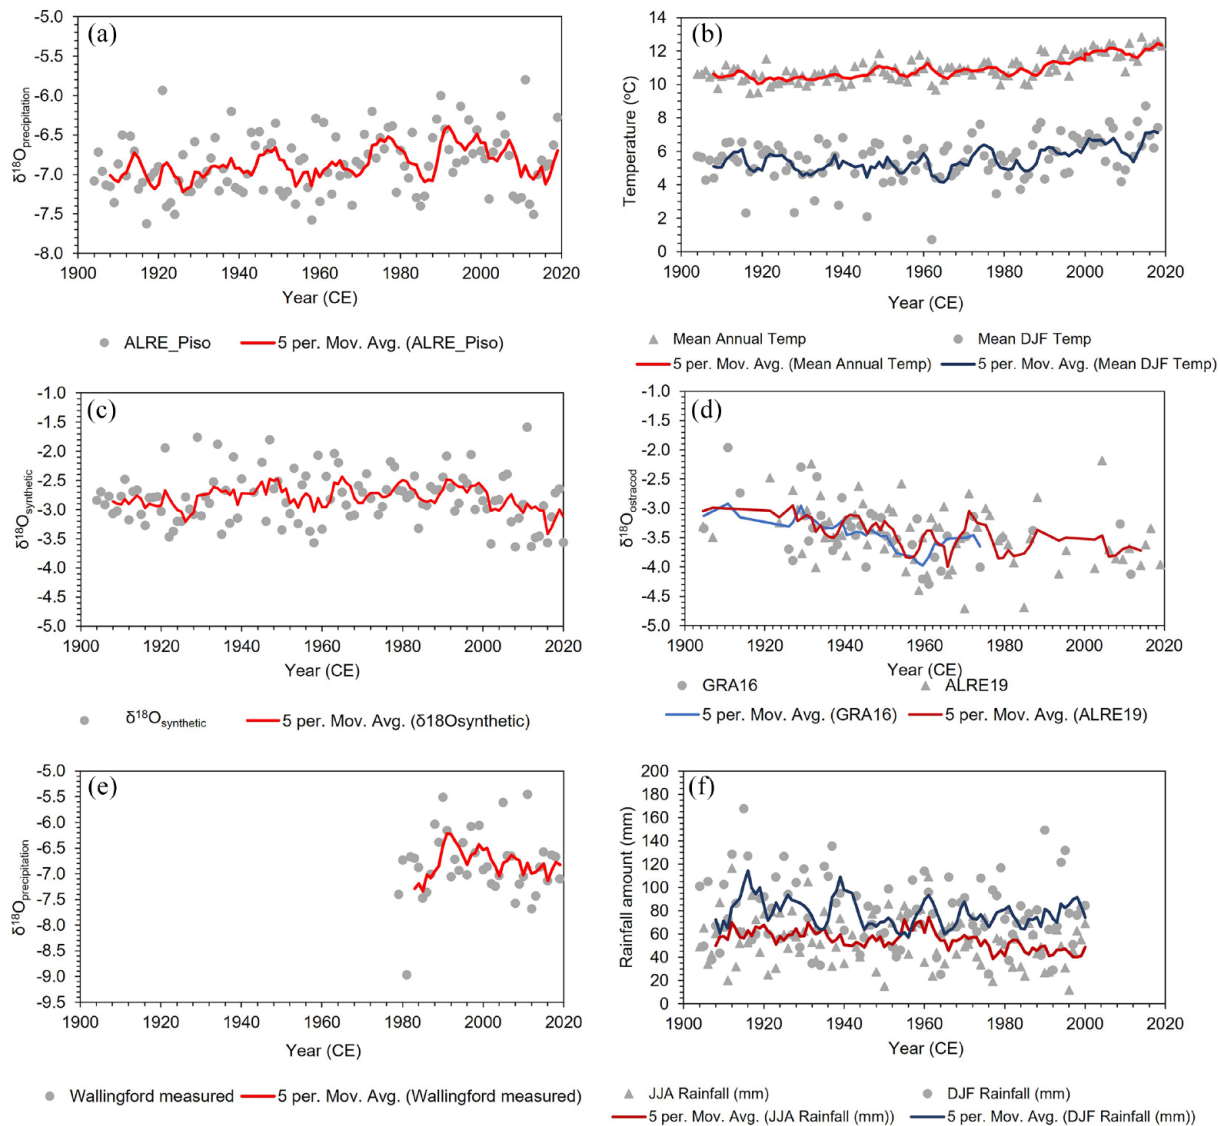 (a)
δ18Oprecipitation
-5.0
-5.5
-6.0
-6.5
-7.0
-7.5
-8.0
1900 1920 1940 1960 1980 2000 2020
Year (CE)
ALRE_Piso 5 per. Mov. Avg. (ALRE_Piso)
(b)
Temperature (°C)
14
12
10
8
6
4
2
0
1900 1920 1940 1960 1980 2000 2020
Year (CE)
Mean Annual Temp Mean DJF Temp
5 per. Mov. Avg. (Mean Annual Temp) 5 per. Mov. Avg. (Mean DJF Temp)
(c)
δ18Osynthetic
-1.0
-1.5
-2.0
-2.5
-3.0
-3.5
-4.0
-4.5
-5.0
1900 1920 1940 1960 1980 2000 2020
Year (CE)
δ18Osynthetic 5 per. Mov. Avg. (δ18Osynthetic)
(d)
δ18Oostracod
-1.0
-1.5
-2.0
-2.5
-3.0
-3.5
-4.0
-4.5
-5.0
1900 1920 1940 1960 1980 2000 2020
Year (CE)
GRA16 ALRE19
5 per. Mov. Avg. (GRA16) 5 per. Mov. Avg. (ALRE19)
(e)
δ18Oprecipitation
-5.0
-5.5
-6.0
-6.5
-7.0
-7.5
-8.0
-8.5
-9.0
-9.5
1900 1920 1940 1960 1980 2000 2020
Year (CE)
Wallingford measured 5 per. Mov. Avg. (Wallingford measured)
(f)
Rainfall amount (mm)
200
180
160
140
120
100
80
60
40
20
0
1900 1920 1940 1960 1980 2000 2020
Year (CE)
JJA Rainfall (mm) DJF Rainfall (mm)
5 per. Mov. Avg. (JJA Rainfall (mm)) 5 per. Mov. Avg. (DJF Rainfall (mm))